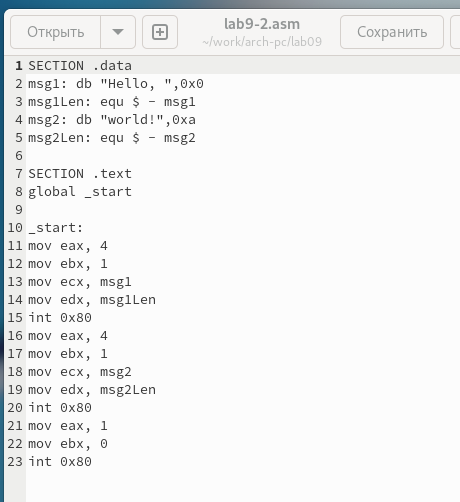 Открыть
lab9-2.asm
~/work/arch-pc/lab09
Сохранить
1 SECTION .data
2 msg1: db "Hello, ",0x0
3 msg1Len: equ $ - msg1
4 msg2: db "world!",0xa
5 msg2Len: equ $ - msg2
6
7 SECTION .text
8 global _start
9
10 _start:
11 mov eax, 4
12 mov ebx, 1
13 mov ecx, msg1
14 mov edx, msg1Len
15 int 0x80
16 mov eax, 4
17 mov ebx, 1
18 mov ecx, msg2
19 mov edx, msg2Len
20 int 0x80
21 mov eax, 1
22 mov ebx, 0
23 int 0x80